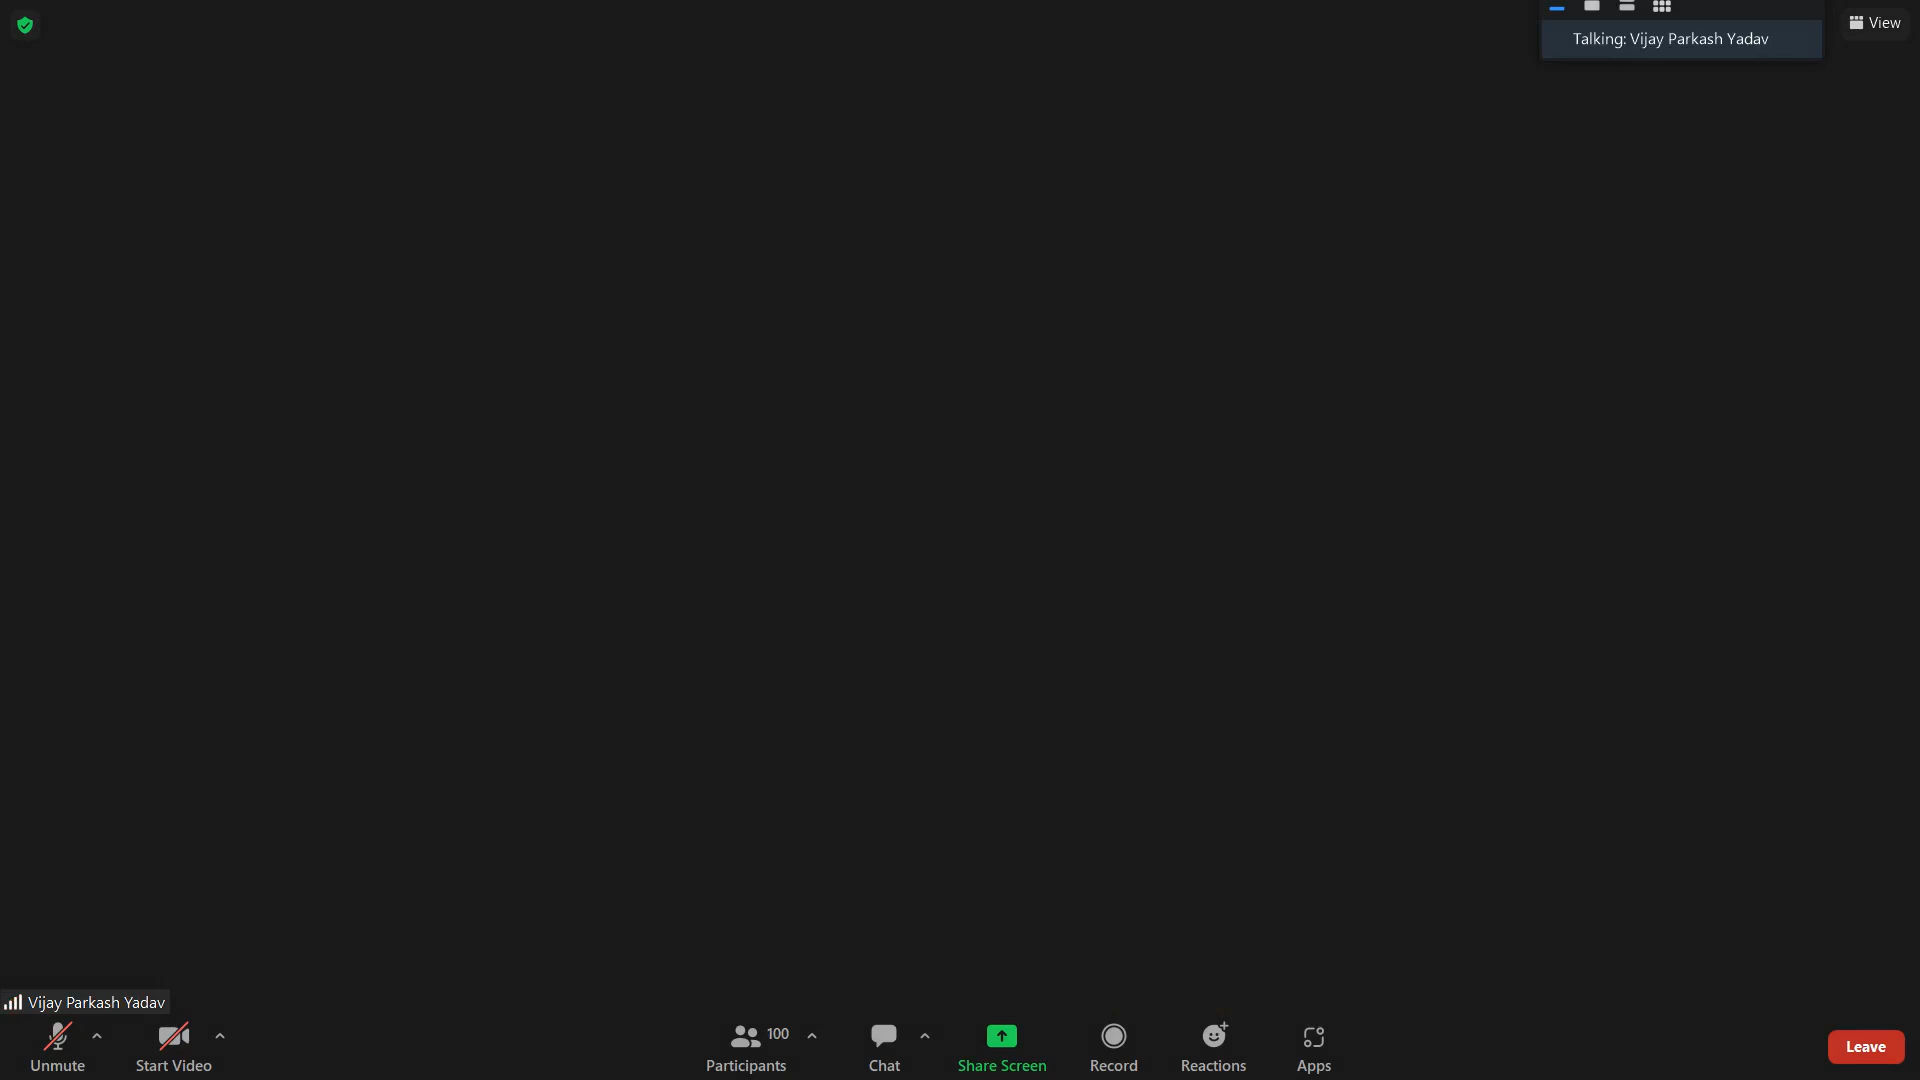 View
Talking: Vijay Parkash Yadav
Vijay Parkash Yadav
100
Unmute
Start Video
Participants
Chat
Share Screen
Record
Reactions
Apps
Leave